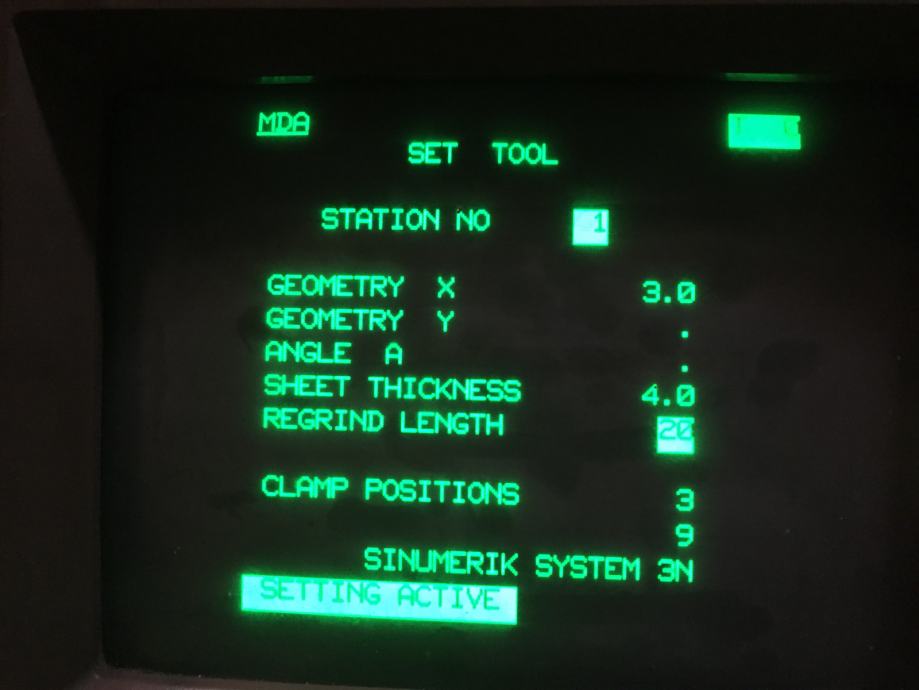 MDA
SET TOOL
STATION NO 1
GEOMETRY X 3.0
GEOMETRY Y .
ANGLE A .
SHEET THICKNESS 4.0
REGRIND LENGTH 20
CLAMP POSITIONS 3
9
SINUMERIK SYSTEM 3N
SETTING ACTIVE